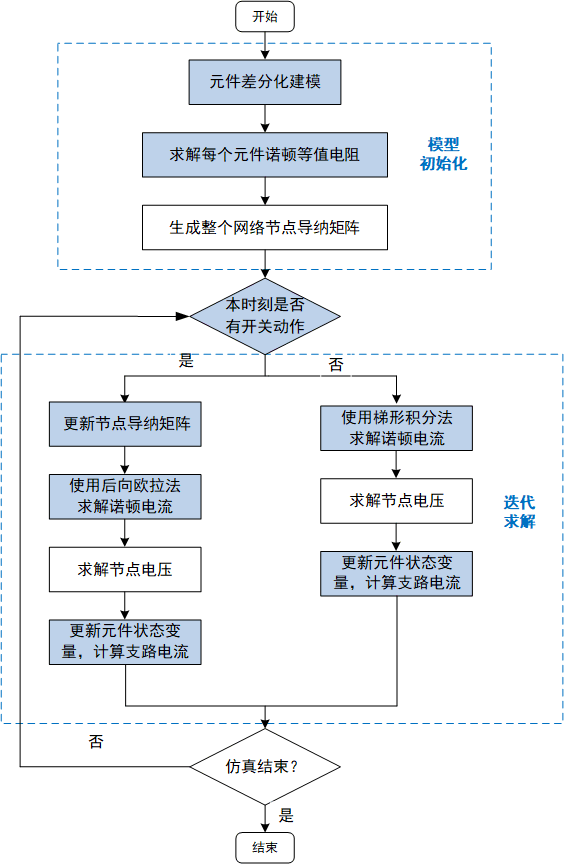 开始
元件差分化建模
求解每个元件诺顿等值电阻
生成整个网络节点导纳矩阵
模型
初始化
本时刻是否
有开关动作
是
否
更新节点导纳矩阵
使用后向欧拉法
求解诺顿电流
求解节点电压
更新元件状态变
量，计算支路电流
使用梯形积分法
求解诺顿电流
求解节点电压
更新元件状态变
量，计算支路电流
迭代
求解
仿真结束？
否
是
结束